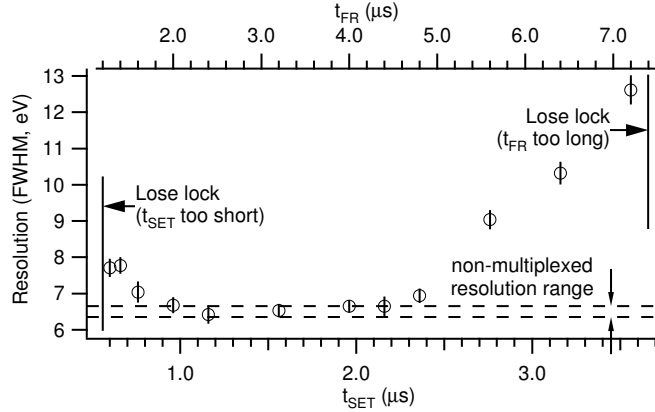 t_FR (μs)
2.0 3.0 4.0 5.0 6.0 7.0
13
12
11
10
9
8
7
6
Resolution (FWHM, eV)
Lose lock
(t_FR too long)
Lose lock
(t_SET too short)
non-multiplexed
resolution range
1.0 2.0 3.0
t_SET (μs)